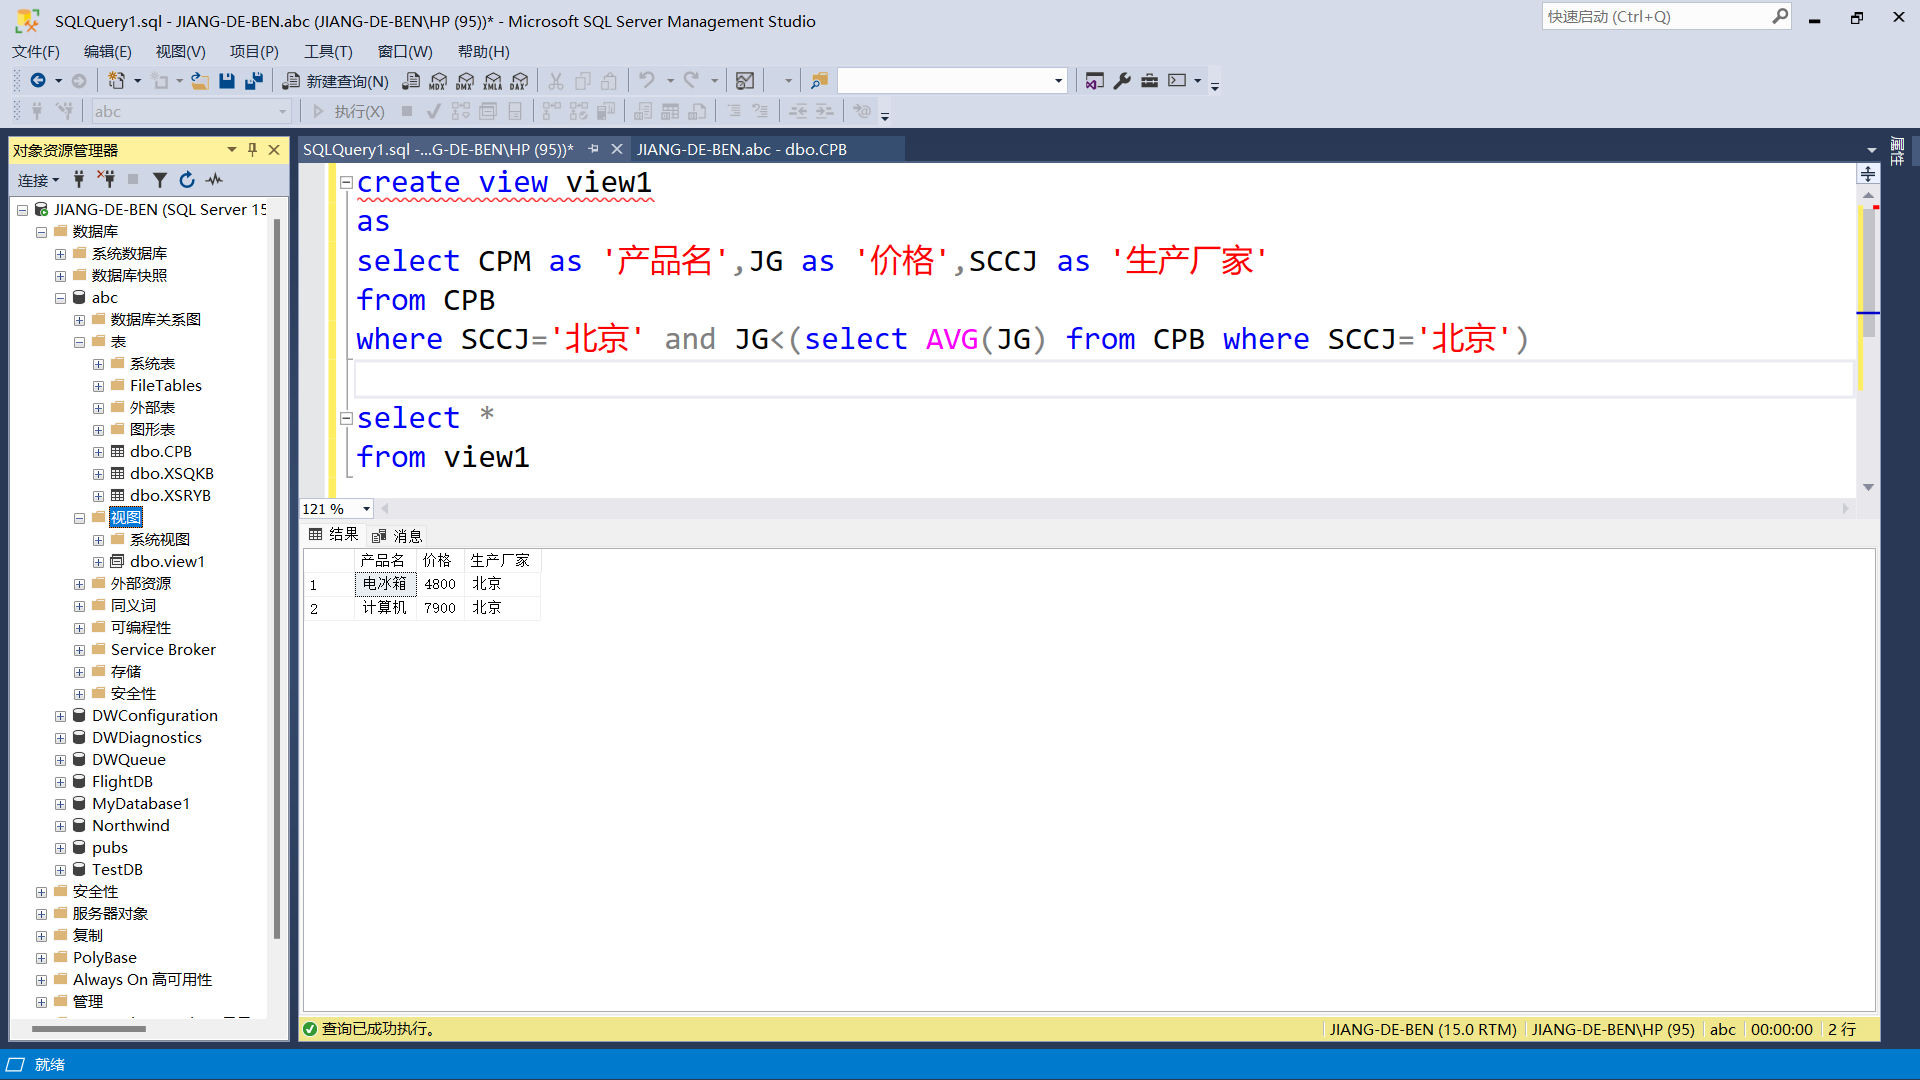 SQLQuery1.sql - JIANG-DE-BEN.abc (JIANG-DE-BEN\HP (95))* - Microsoft SQL Server Management Studio
快速启动 (Ctrl+Q)
文件(F) 编辑(E) 视图(V) 项目(P) 工具(T) 窗口(W) 帮助(H)
新建查询(N) MDX DMX XMLA DAX
abc 执行(X)
对象资源管理器
SQLQuery1.sql -...G-DE-BEN\HP (95))* JIANG-DE-BEN.abc - dbo.CPB
属性
连接
JIANG-DE-BEN (SQL Server 15
数据库
系统数据库
数据库快照
abc
数据库关系图
表
系统表
FileTables
外部表
图形表
dbo.CPB
dbo.XSQKB
dbo.XSRYB
视图
系统视图
dbo.view1
外部资源
同义词
可编程性
Service Broker
存储
安全性
DWConfiguration
DWDiagnostics
DWQueue
FlightDB
MyDatabase1
Northwind
pubs
TestDB
安全性
服务器对象
复制
PolyBase
Always On 高可用性
管理
create view view1
as
select CPM as '产品名',JG as '价格',SCCJ as '生产厂家'
from CPB
where SCCJ='北京' and JG<(select AVG(JG) from CPB where SCCJ='北京')
select *
from view1
121 %
结果 消息
产品名 价格 生产厂家
1 电冰箱 4800 北京
2 计算机 7900 北京
查询已成功执行。 JIANG-DE-BEN (15.0 RTM) JIANG-DE-BEN\HP (95) abc 00:00:00 2 行
就绪